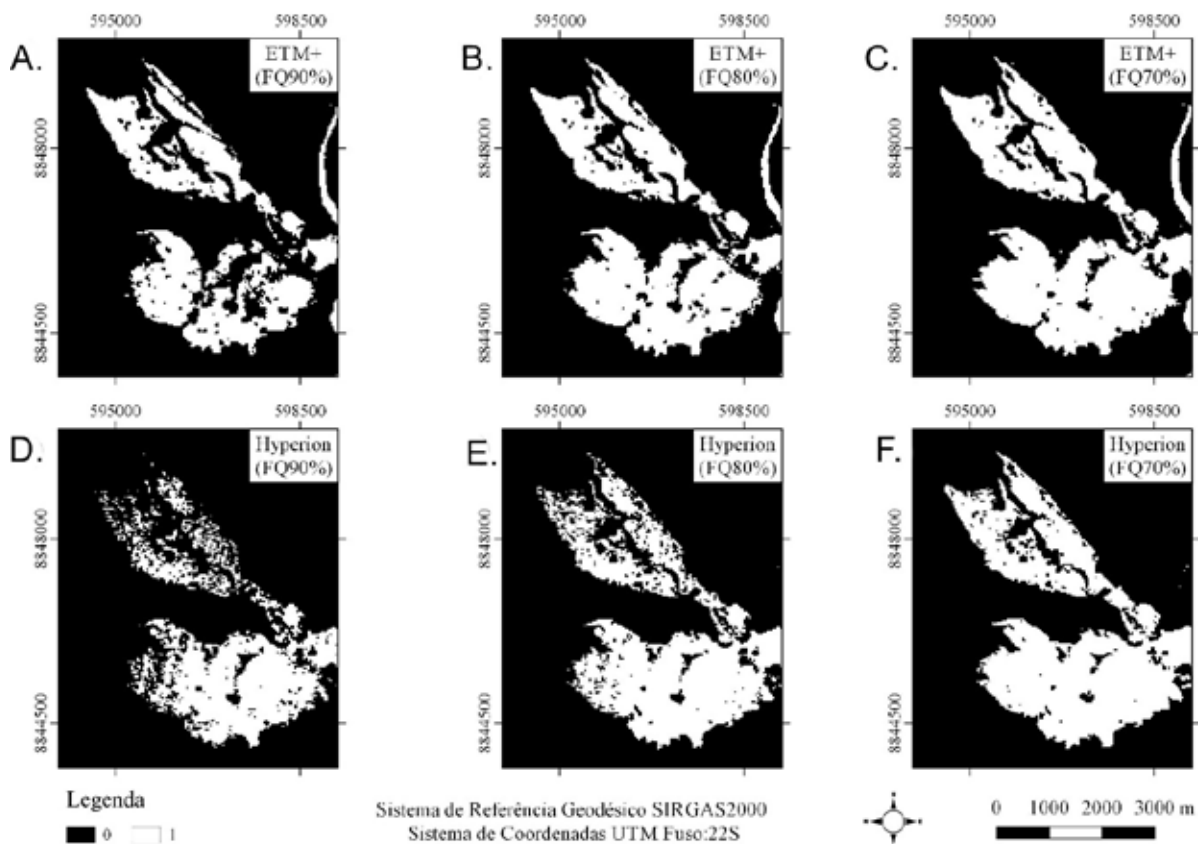 595000 598500 595000 598500 595000 598500
A. ETM+
(FQ90%)
B. ETM+
(FQ80%)
C. ETM+
(FQ70%)
8848000 8848000 8848000
8844500 8844500 8844500
595000 598500 595000 598500 595000 598500
D. Hyperion
(FQ90%)
E. Hyperion
(FQ80%)
F. Hyperion
(FQ70%)
8848000 8848000 8848000
8844500 8844500 8844500
Legenda
0 1
Sistema de Referência Geodésico SIRGAS2000
Sistema de Coordenadas UTM Fuso:22S
0 1000 2000 3000 m